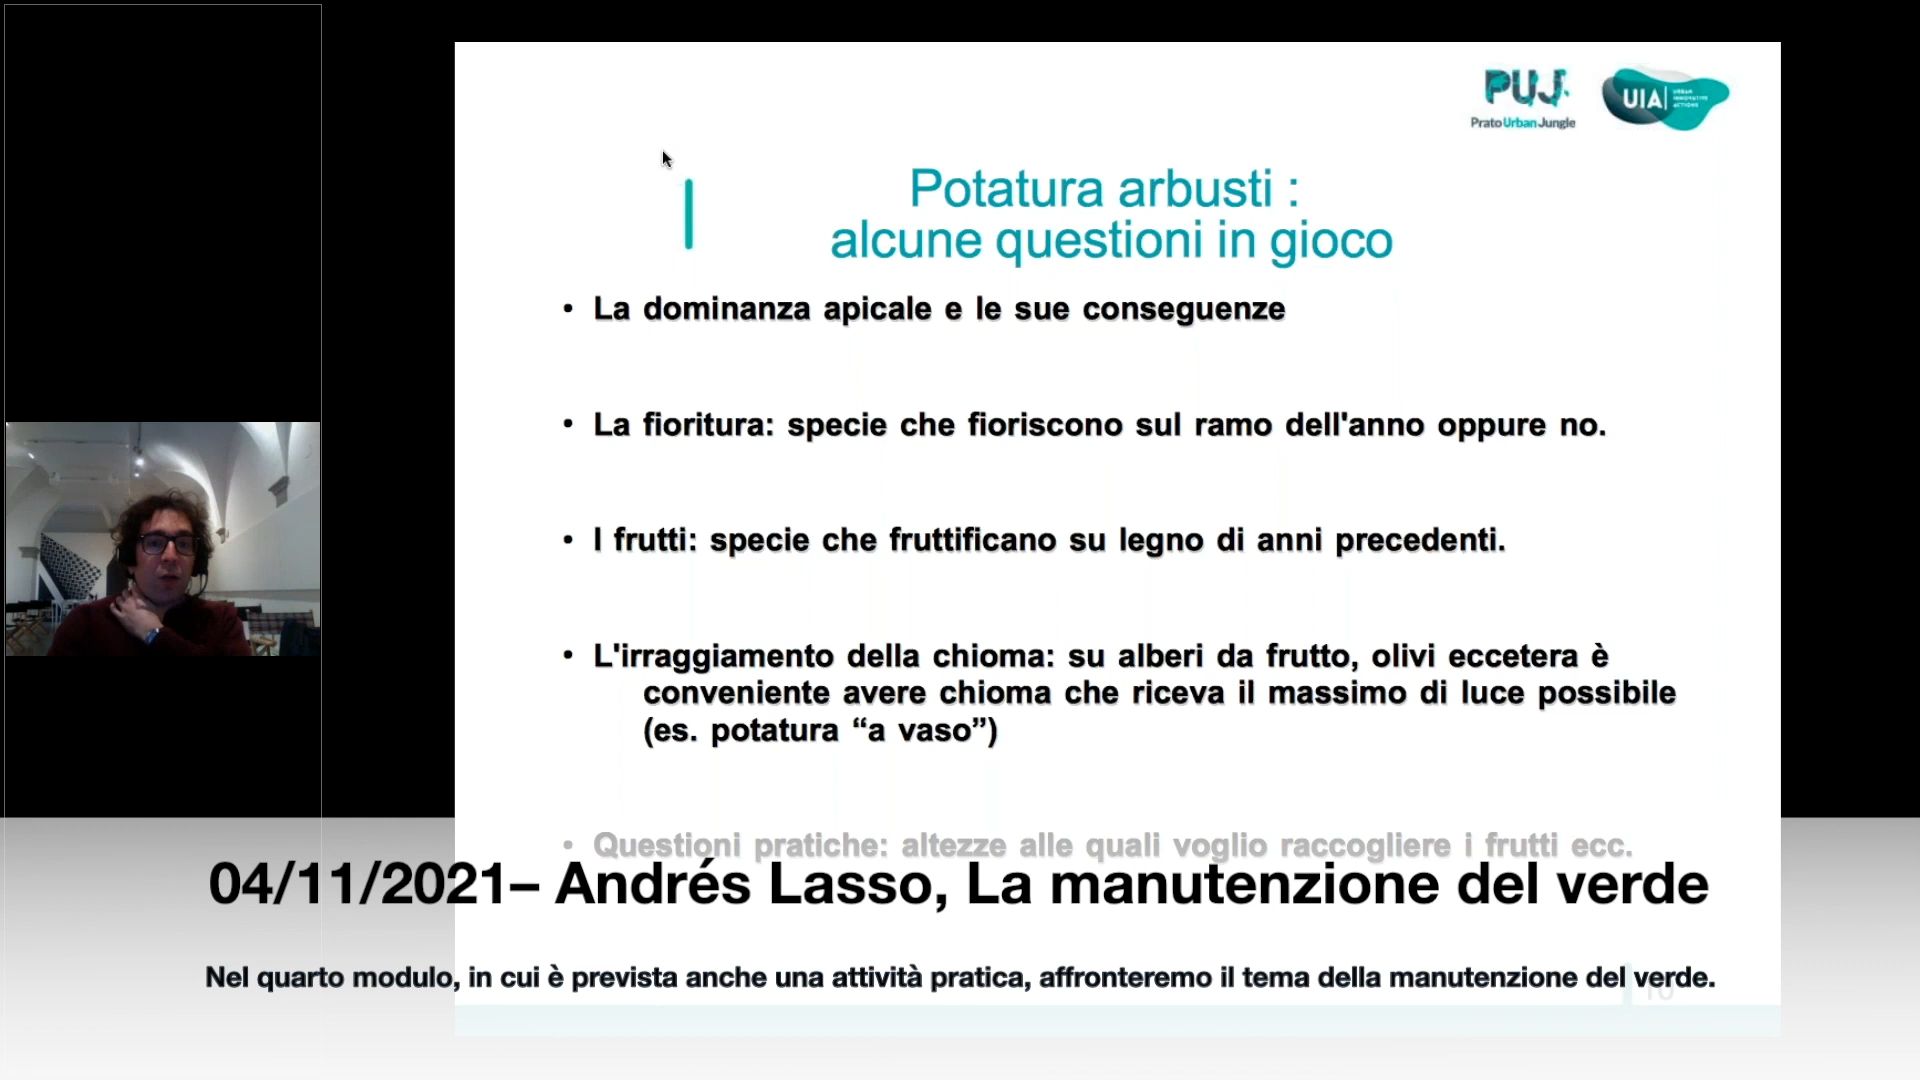 PUJ.
Prato Urban Jungle
UIA
URBAN
INNOVATIVE
ACTIONS
Potatura arbusti :
alcune questioni in gioco
• La dominanza apicale e le sue conseguenze
• La fioritura: specie che fioriscono sul ramo dell'anno oppure no.
• I frutti: specie che fruttificano su legno di anni precedenti.
• L'irraggiamento della chioma: su alberi da frutto, olivi eccetera è
conveniente avere chioma che riceva il massimo di luce possibile
(es. potatura “a vaso”)
• Questioni pratiche: altezze alle quali voglio raccogliere i frutti ecc.
04/11/2021– Andrés Lasso, La manutenzione del verde
Nel quarto modulo, in cui è prevista anche una attività pratica, affronteremo il tema della manutenzione del verde.